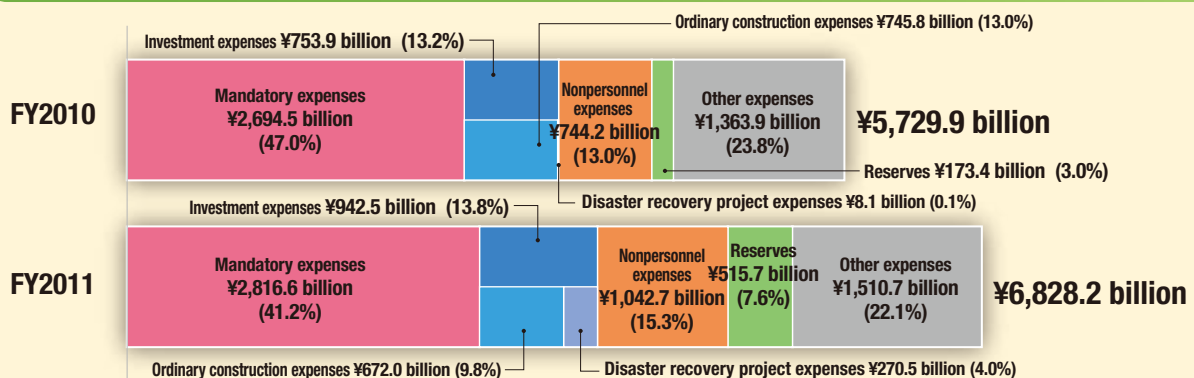 Ordinary construction expenses ¥745.8 billion (13.0%)
Investment expenses ¥753.9 billion (13.2%)
FY2010
Mandatory expenses
¥2,694.5 billion
(47.0%)
Nonpersonnel
expenses
¥744.2 billion
(13.0%)
Other expenses
¥1,363.9 billion
(23.8%)
¥5,729.9 billion
Reserves ¥173.4 billion (3.0%)
Disaster recovery project expenses ¥8.1 billion (0.1%)
Investment expenses ¥942.5 billion (13.8%)
FY2011
Mandatory expenses
¥2,816.6 billion
(41.2%)
Nonpersonnel
expenses
¥1,042.7 billion
(15.3%)
Reserves
¥515.7 billion
(7.6%)
Other expenses
¥1,510.7 billion
(22.1%)
¥6,828.2 billion
Ordinary construction expenses ¥672.0 billion (9.8%)
Disaster recovery project expenses ¥270.5 billion (4.0%)